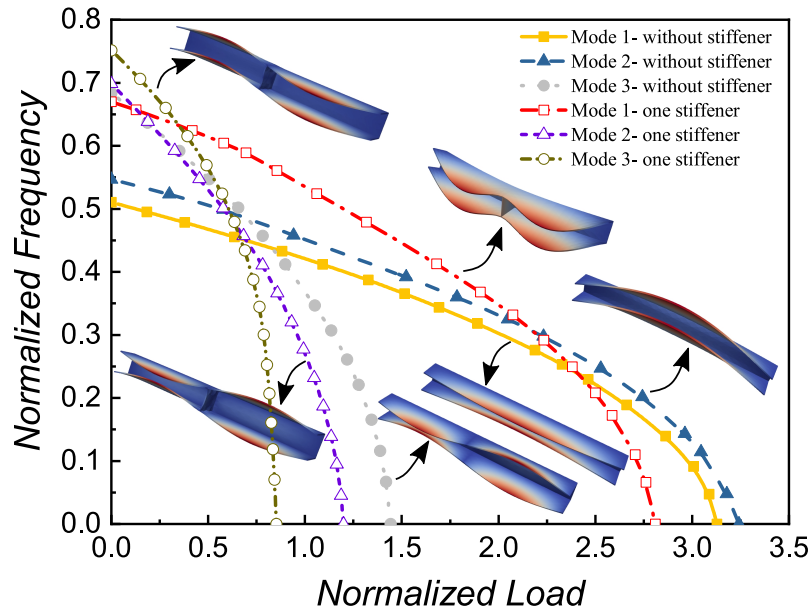 Mode 1- without stiffener
Mode 2- without stiffener
Mode 3- without stiffener
Mode 1- one stiffener
Mode 2- one stiffener
Mode 3- one stiffener
Normalized Frequency
0.8
0.7
0.6
0.5
0.4
0.3
0.2
0.1
0.0
0.0 0.5 1.0 1.5 2.0 2.5 3.0 3.5
Normalized Load